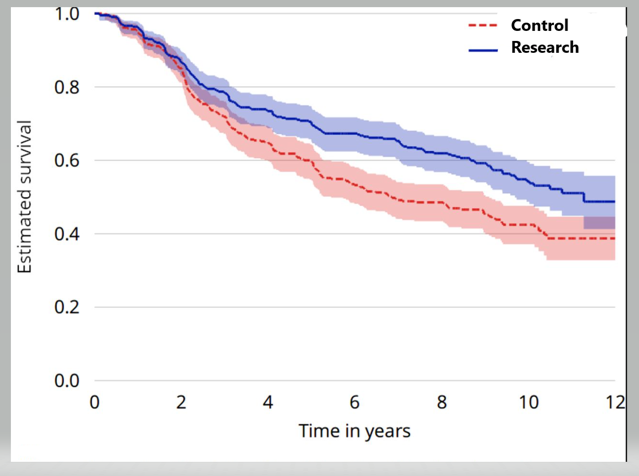 Control
Research
1.0
0.8
0.6
0.4
0.2
0.0
Estimated survival
0 2 4 6 8 10 12
Time in years